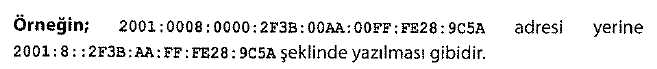 Örneğin; 2001:0008:0000:2F3B:00AA:00FF:FE28:9C5A adresi yerine
2001:8::2F3B:AA:FF:FE28:9C5A şeklinde yazılması gibidir.